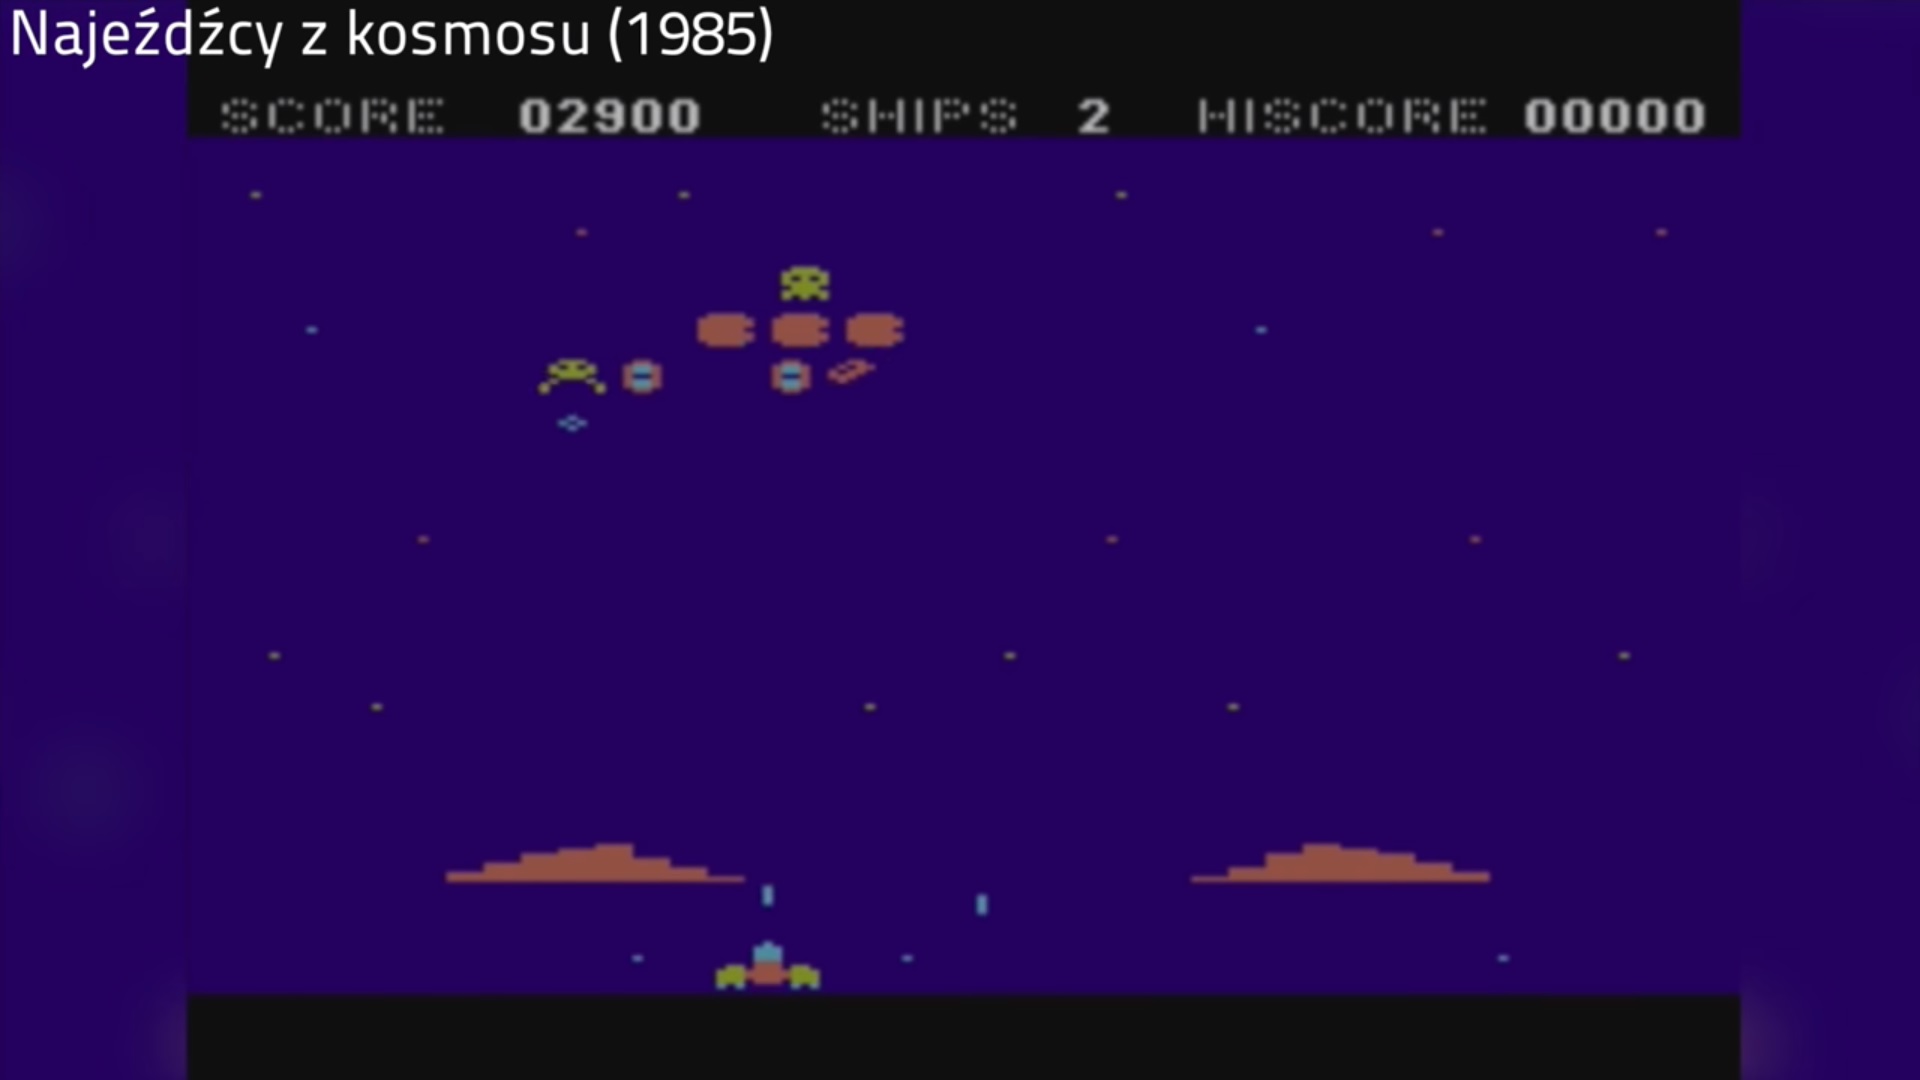 Najeźdźcy z kosmosu (1985)
SCORE 02900 SHIPS 2 HISCORE 00000